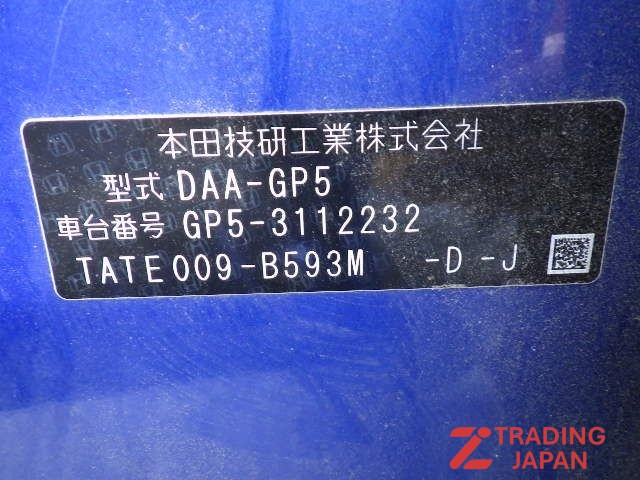 本田技研工業株式会社
型式 DAA-GP5
車台番号 GP5-3112232
TATE009-B593M -D -J
TRADING
JAPAN